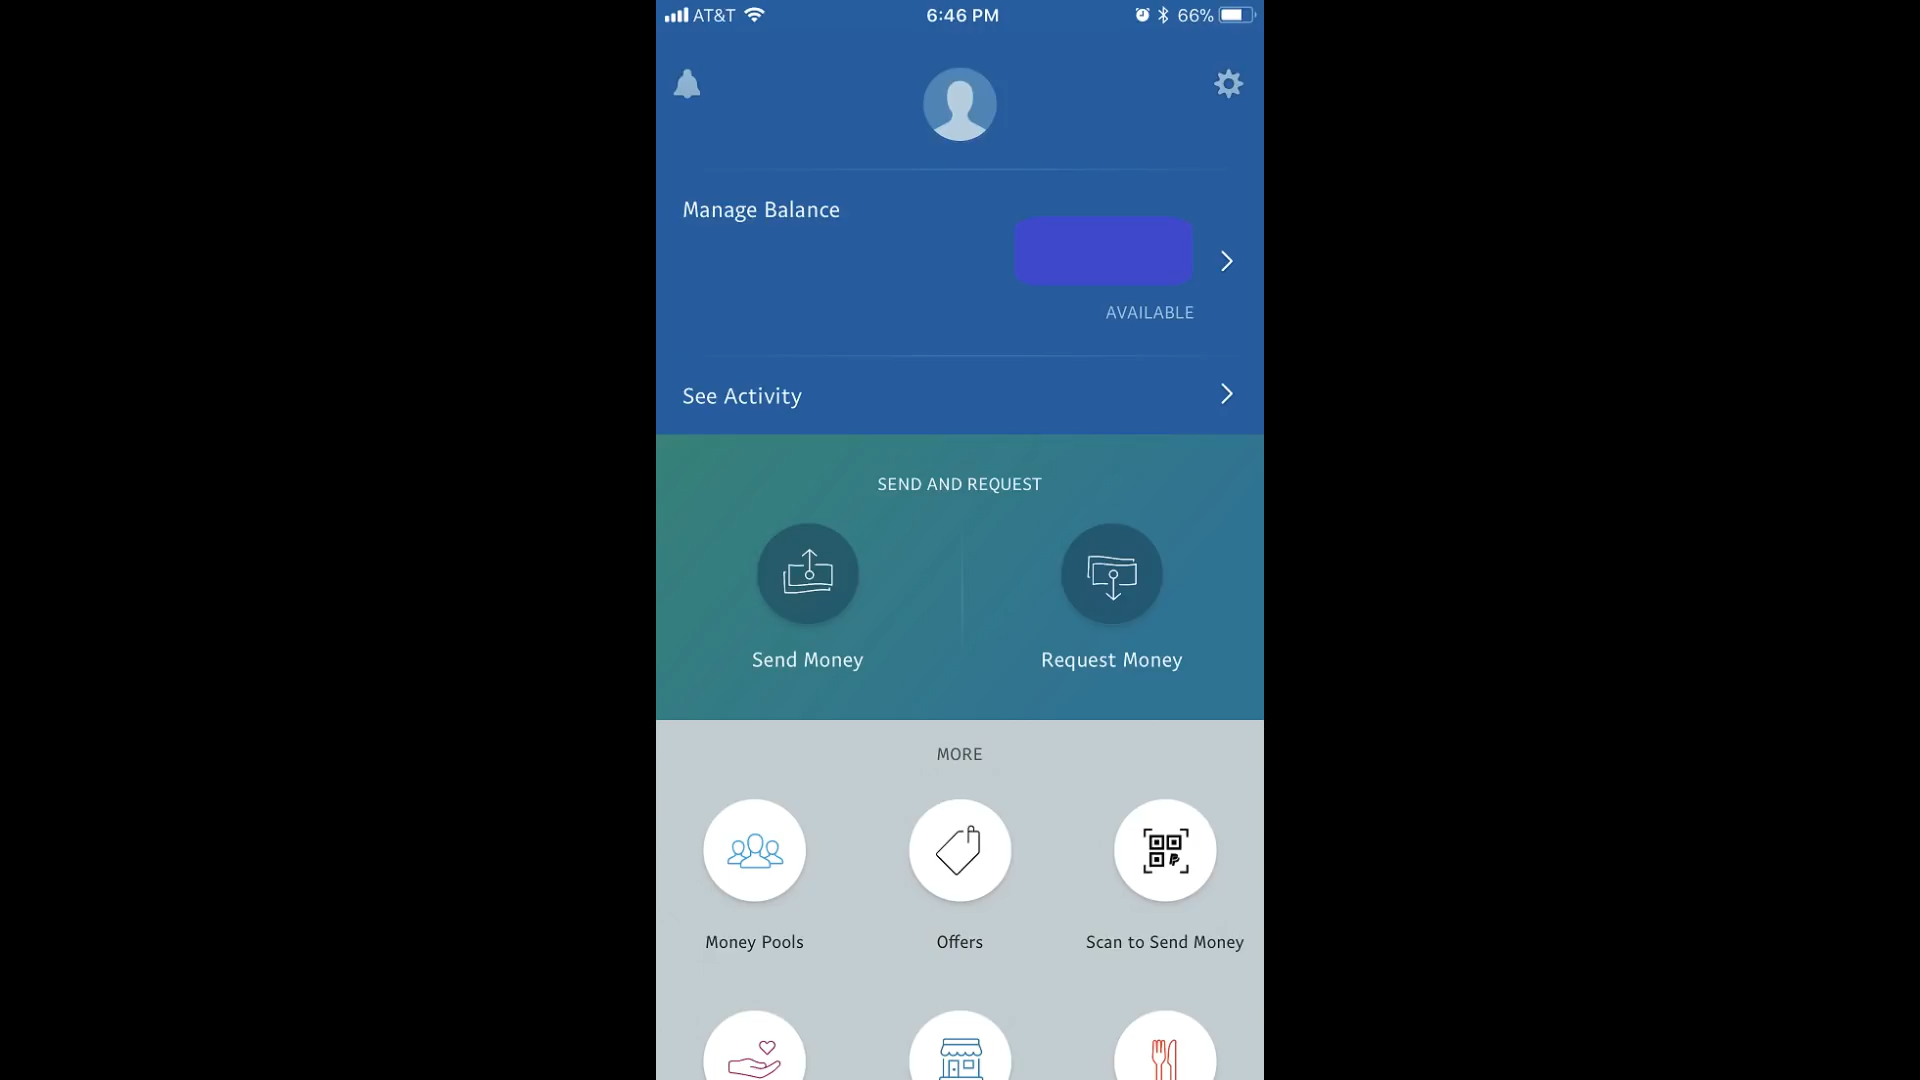 AT&T 6:46 PM 66%
Manage Balance
AVAILABLE
See Activity
SEND AND REQUEST
Send Money Request Money
MORE
Money Pools Offers Scan to Send Money